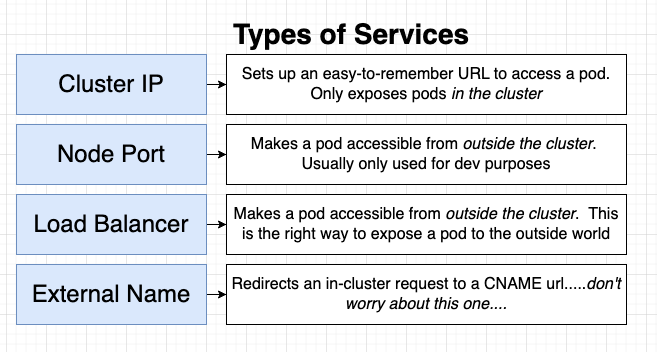 Types of Services
Cluster IP
Sets up an easy-to-remember URL to access a pod.
Only exposes pods in the cluster
Node Port
Makes a pod accessible from outside the cluster.
Usually only used for dev purposes
Load Balancer
Makes a pod accessible from outside the cluster.  This
is the right way to expose a pod to the outside world
External Name
Redirects an in-cluster request to a CNAME url.....don't
worry about this one....